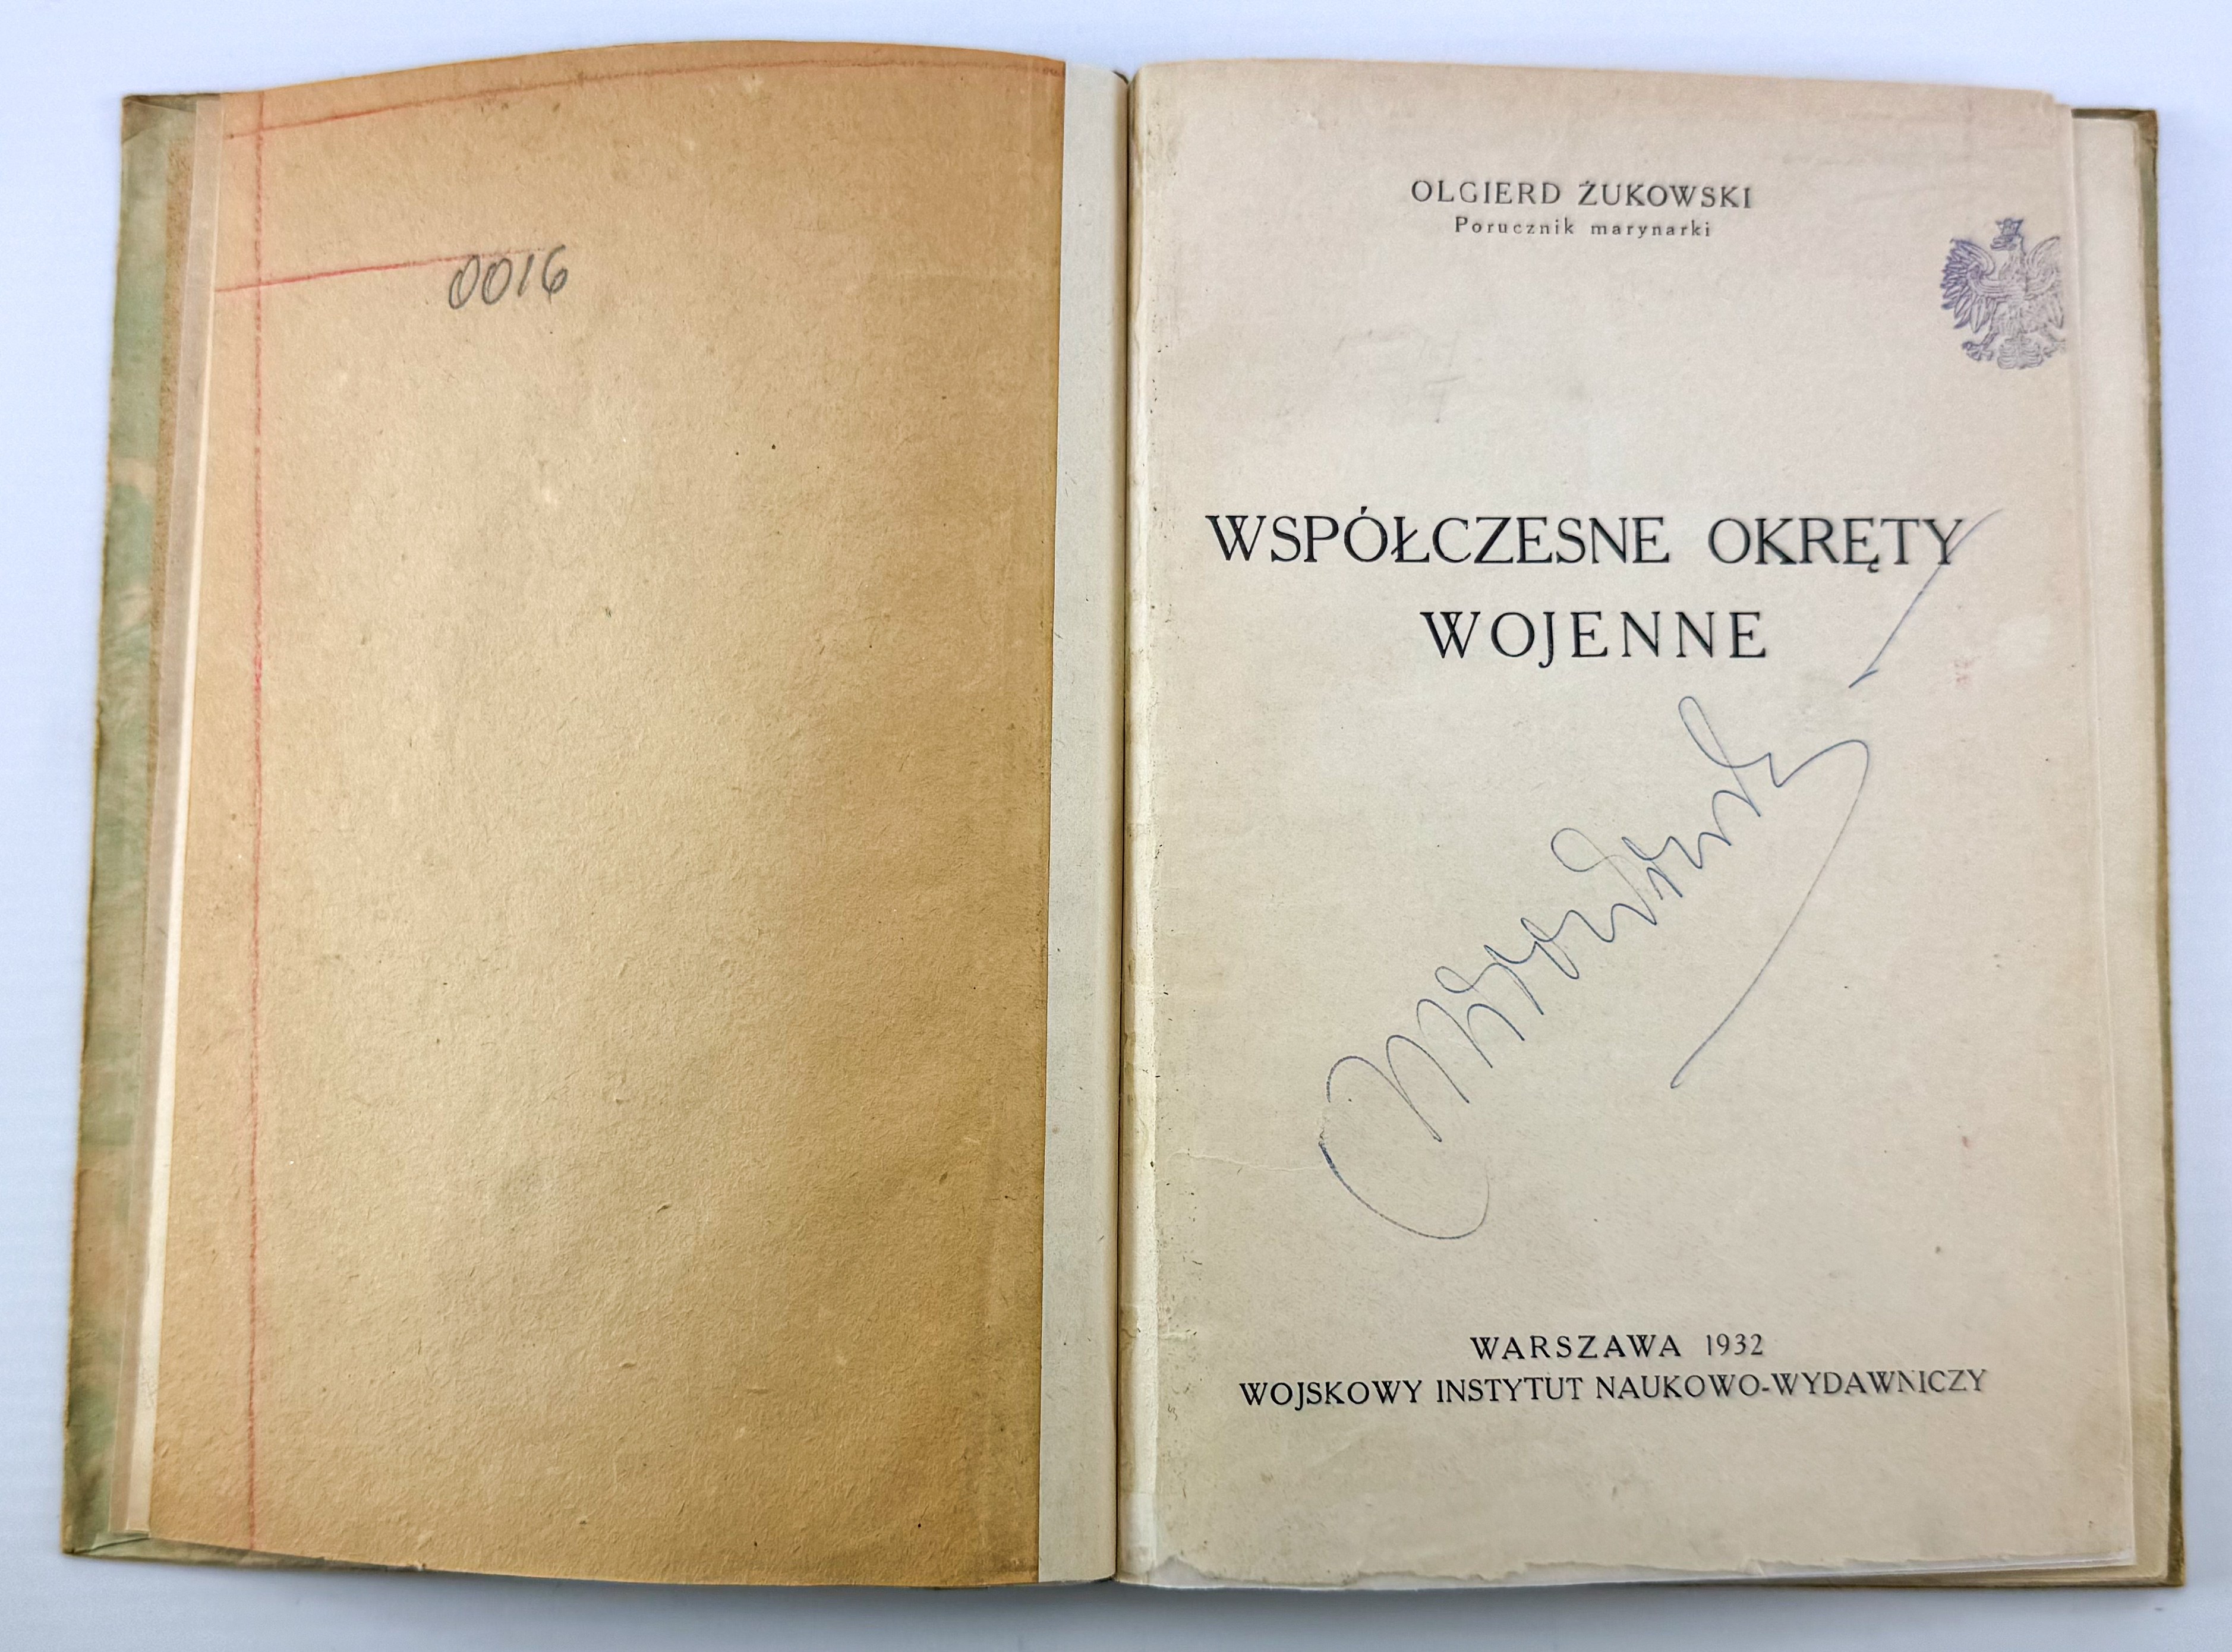 0016
OLGIERD ŻUKOWSKI
Porucznik marynarki
WSPÓŁCZESNE OKRĘTY
WOJENNE
WARSZAWA 1932
WOJSKOWY INSTYTUT NAUKOWO-WYDAWNICZY